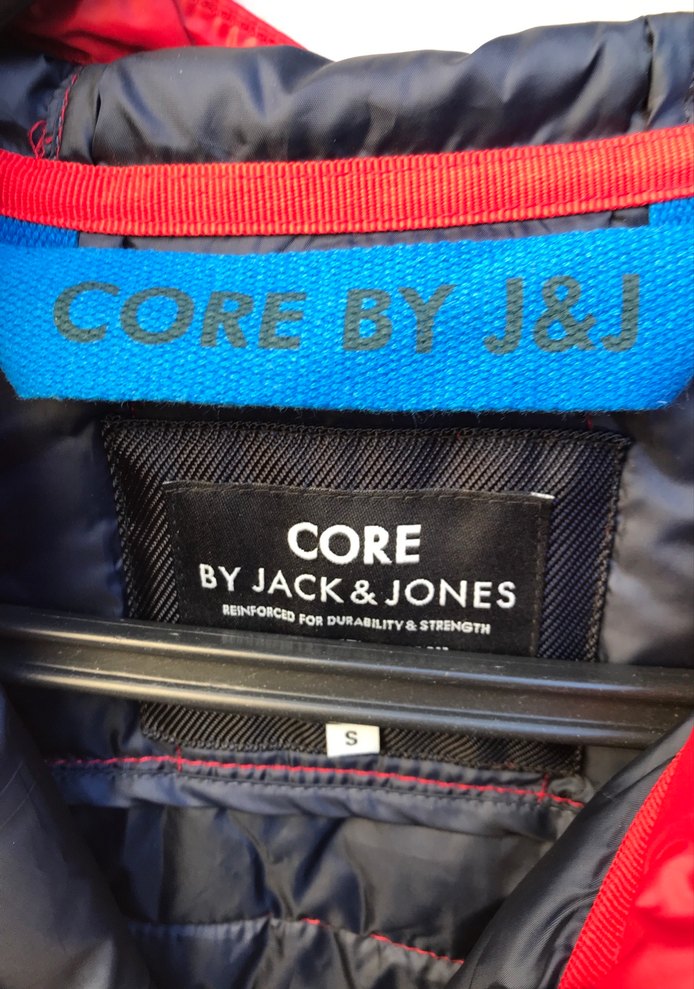 CORE BY J&J
CORE
BY JACK & JONES
REINFORCED FOR DURABILITY & STRENGTH
S